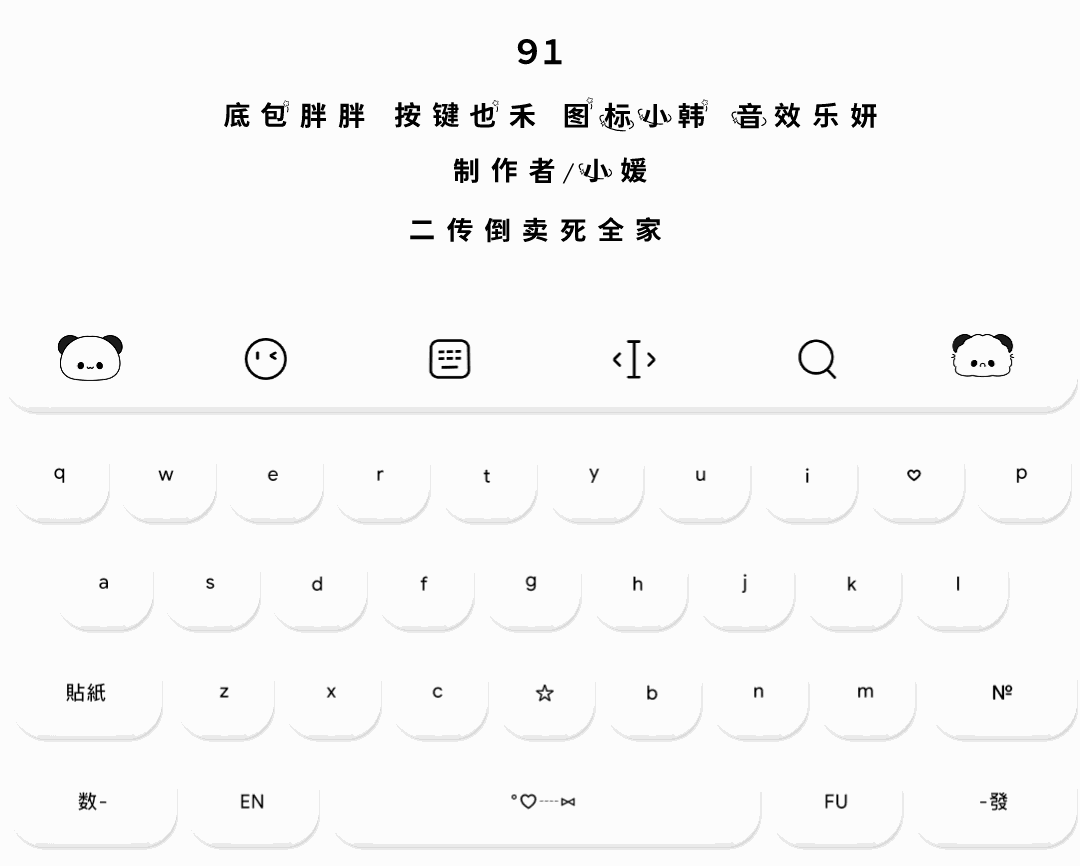 91
底包胖胖 按键也禾 图标小韩 音效乐妍
制作者/小媛
二传倒卖死全家
q w e r t y u i ♡ p
a s d f g h j k l
貼紙 z x c ☆ b n m №
数- EN °♡----⋈ FU -發